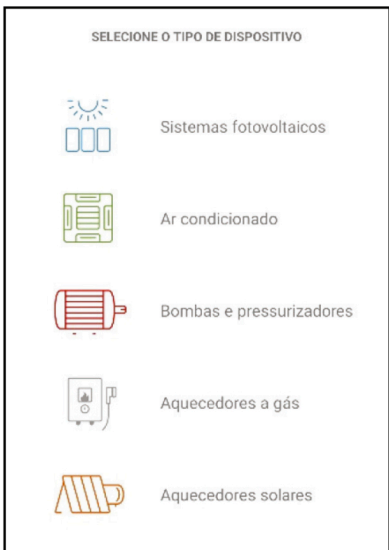 SELECIONE O TIPO DE DISPOSITIVO
Sistemas fotovoltaicos
Ar condicionado
Bombas e pressurizadores
Aquecedores a gás
Aquecedores solares